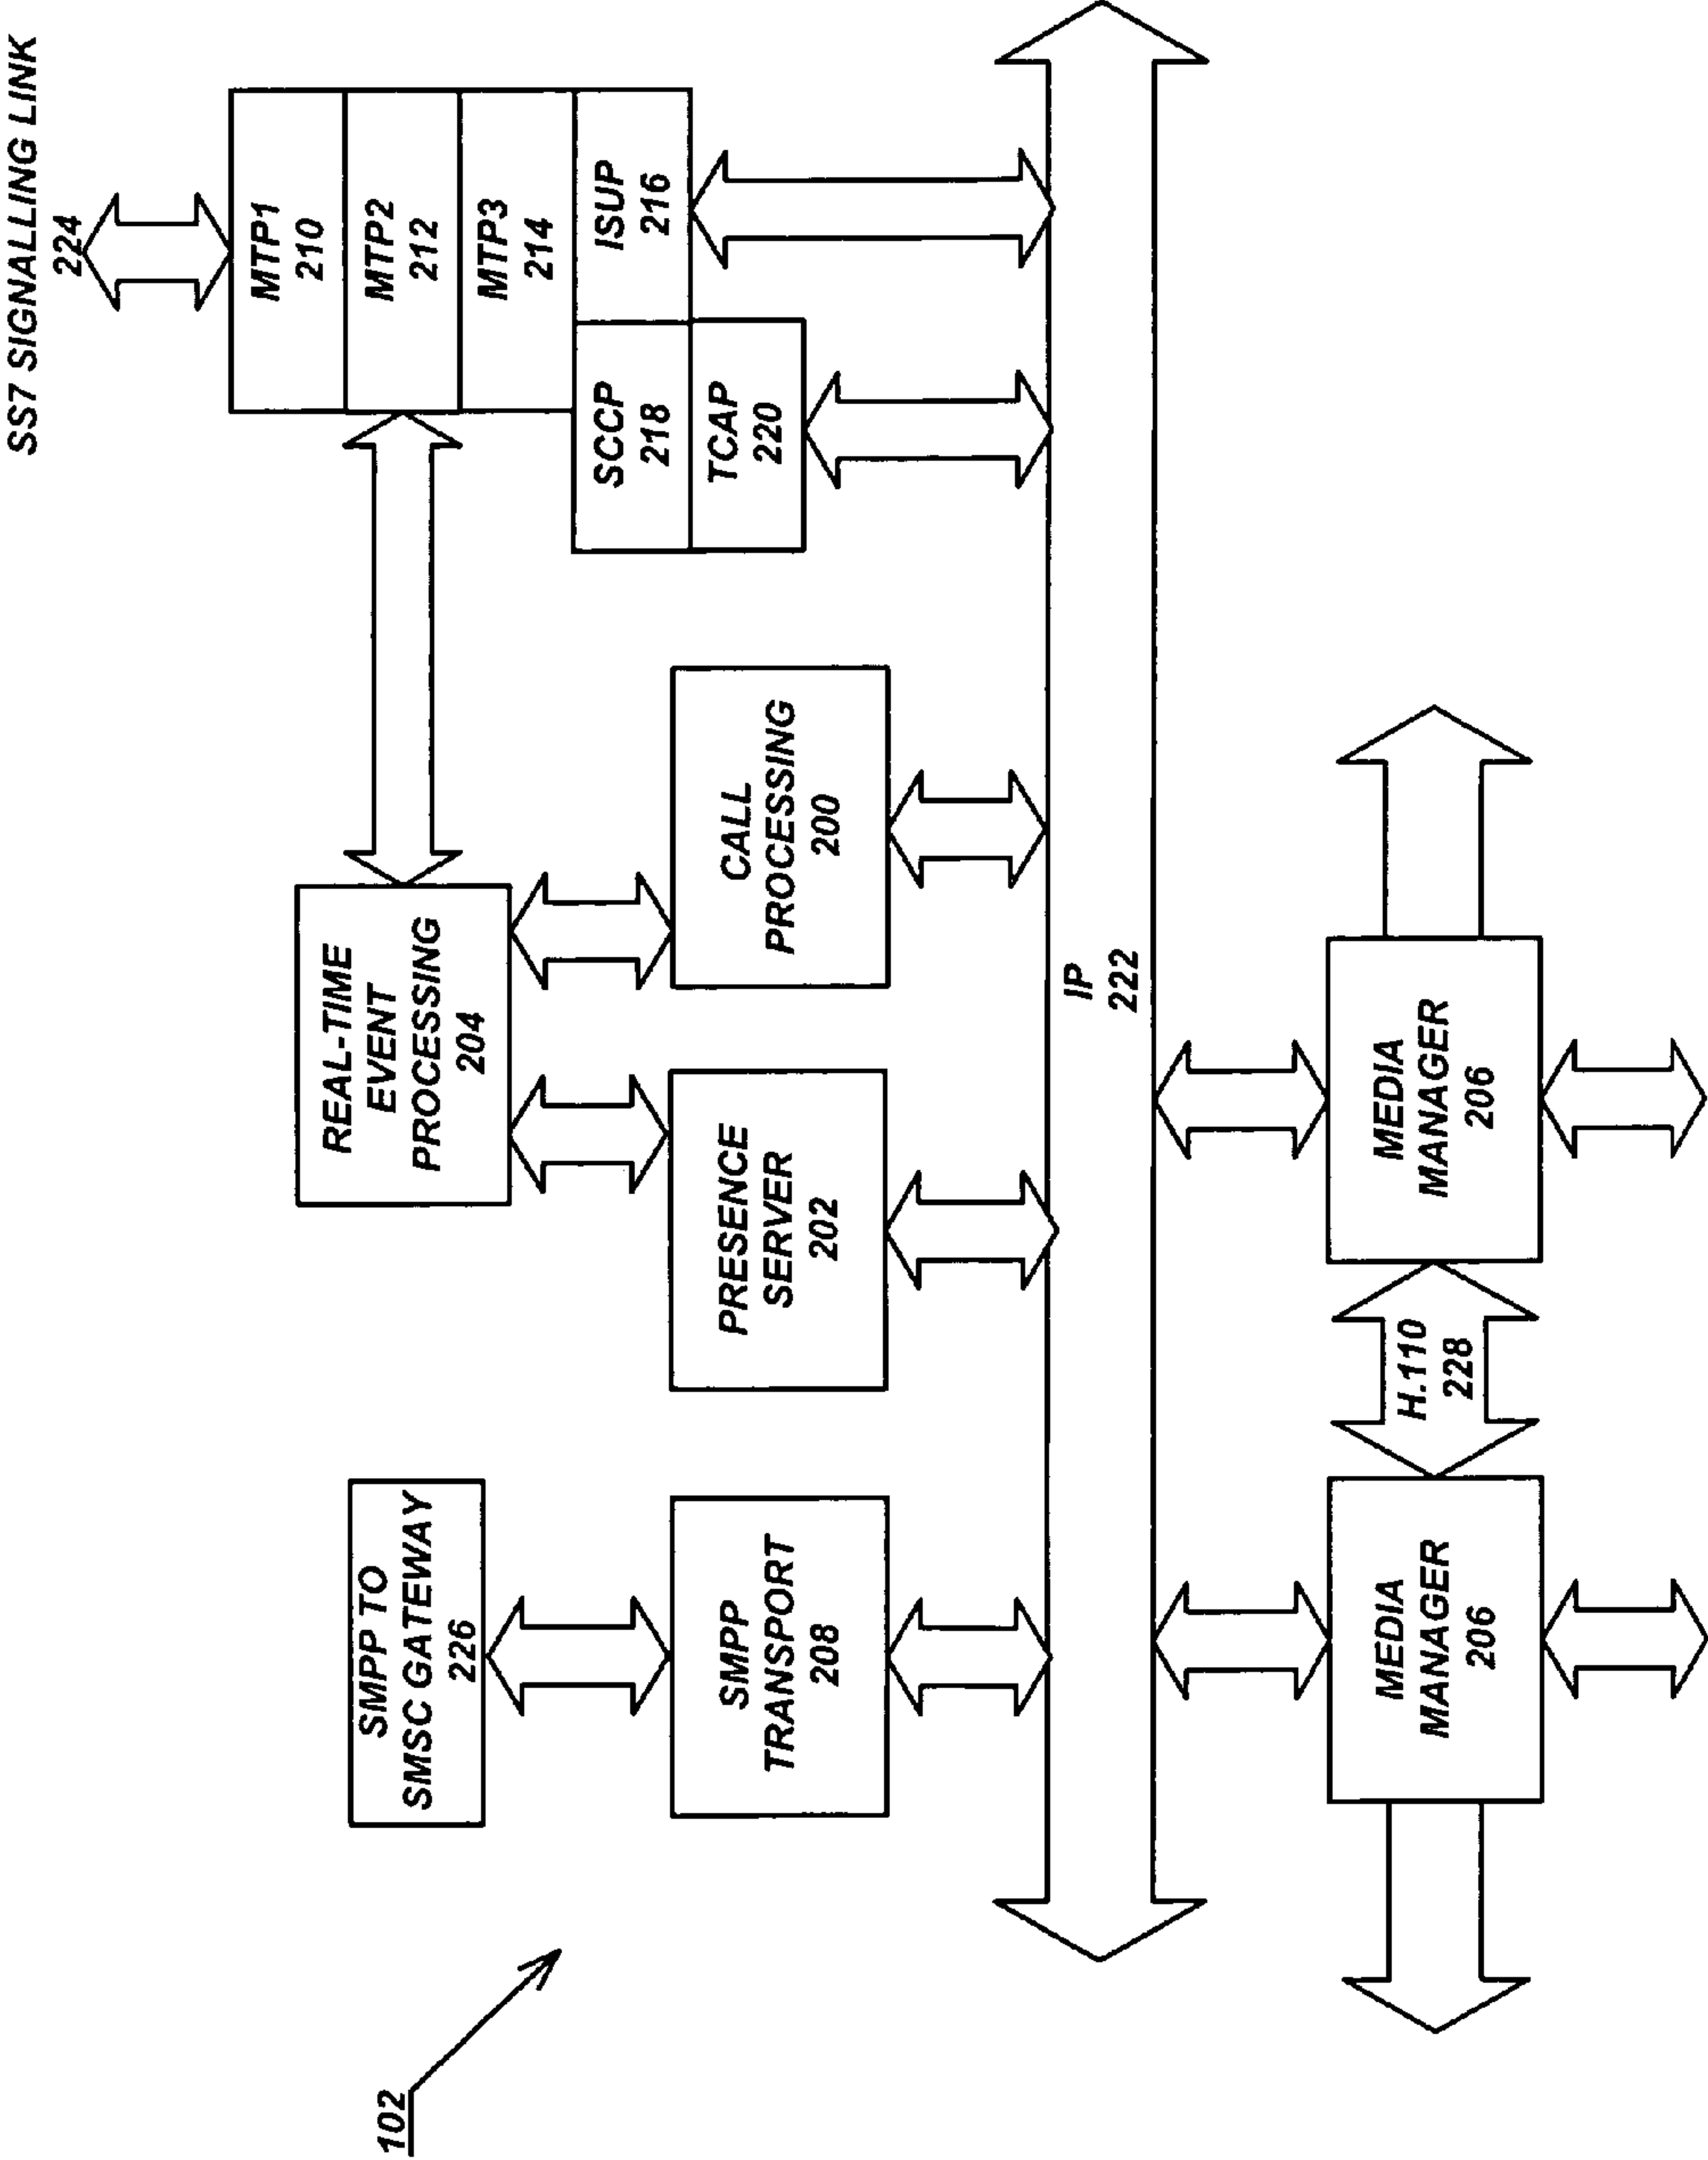 SS7 SIGNALLING LINK
224
MTP1
210
MTP2
212
MTP3
214
ISUP
216
SCCP
218
TCAP
220
REAL-TIME
EVENT
PROCESSING
204
CALL
PROCESSING
200
PRESENCE
SERVER
202
SMPP TO
SMSC GATEWAY
226
SMPP
TRANSPORT
208
IP
222
MEDIA
MANAGER
206
H.110
228
MEDIA
MANAGER
206
102